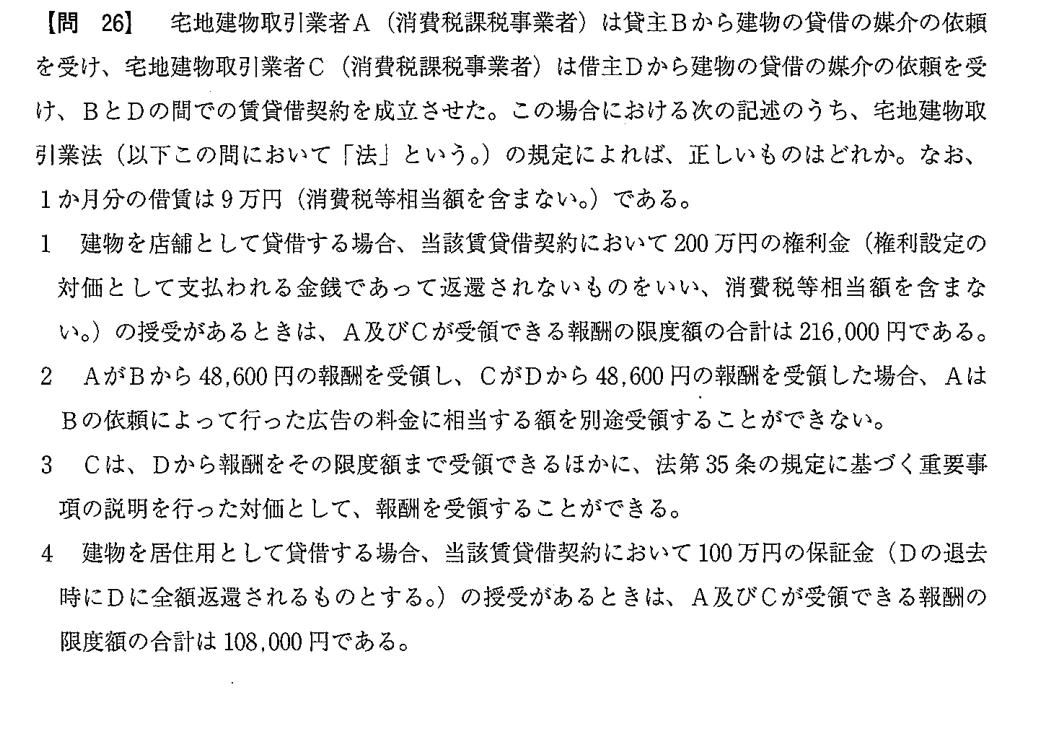 【問　26】　宅地建物取引業者A（消費税課税事業者）は貸主Bから建物の貸借の媒介の依頼
を受け、宅地建物取引業者C（消費税課税事業者）は借主Dから建物の貸借の媒介の依頼を受
け、BとDの間での賃貸借契約を成立させた。この場合における次の記述のうち、宅地建物取
引業法（以下この問において「法」という。）の規定によれば、正しいものはどれか。なお、
1か月分の借賃は9万円（消費税等相当額を含まない。）である。
1　建物を店舗として貸借する場合、当該賃貸借契約において200万円の権利金（権利設定の
対価として支払われる金銭であって返還されないものをいい、消費税等相当額を含まな
い。）の授受があるときは、A及びCが受領できる報酬の限度額の合計は216,000円である。
2　AがBから48,600円の報酬を受領し、CがDから48,600円の報酬を受領した場合、Aは
Bの依頼によって行った広告の料金に相当する額を別途受領することができない。
3　Cは、Dから報酬をその限度額まで受領できるほかに、法第35条の規定に基づく重要事
項の説明を行った対価として、報酬を受領することができる。
4　建物を居住用として貸借する場合、当該賃貸借契約において100万円の保証金（Dの退去
時にDに全額返還されるものとする。）の授受があるときは、A及びCが受領できる報酬の
限度額の合計は108,000円である。